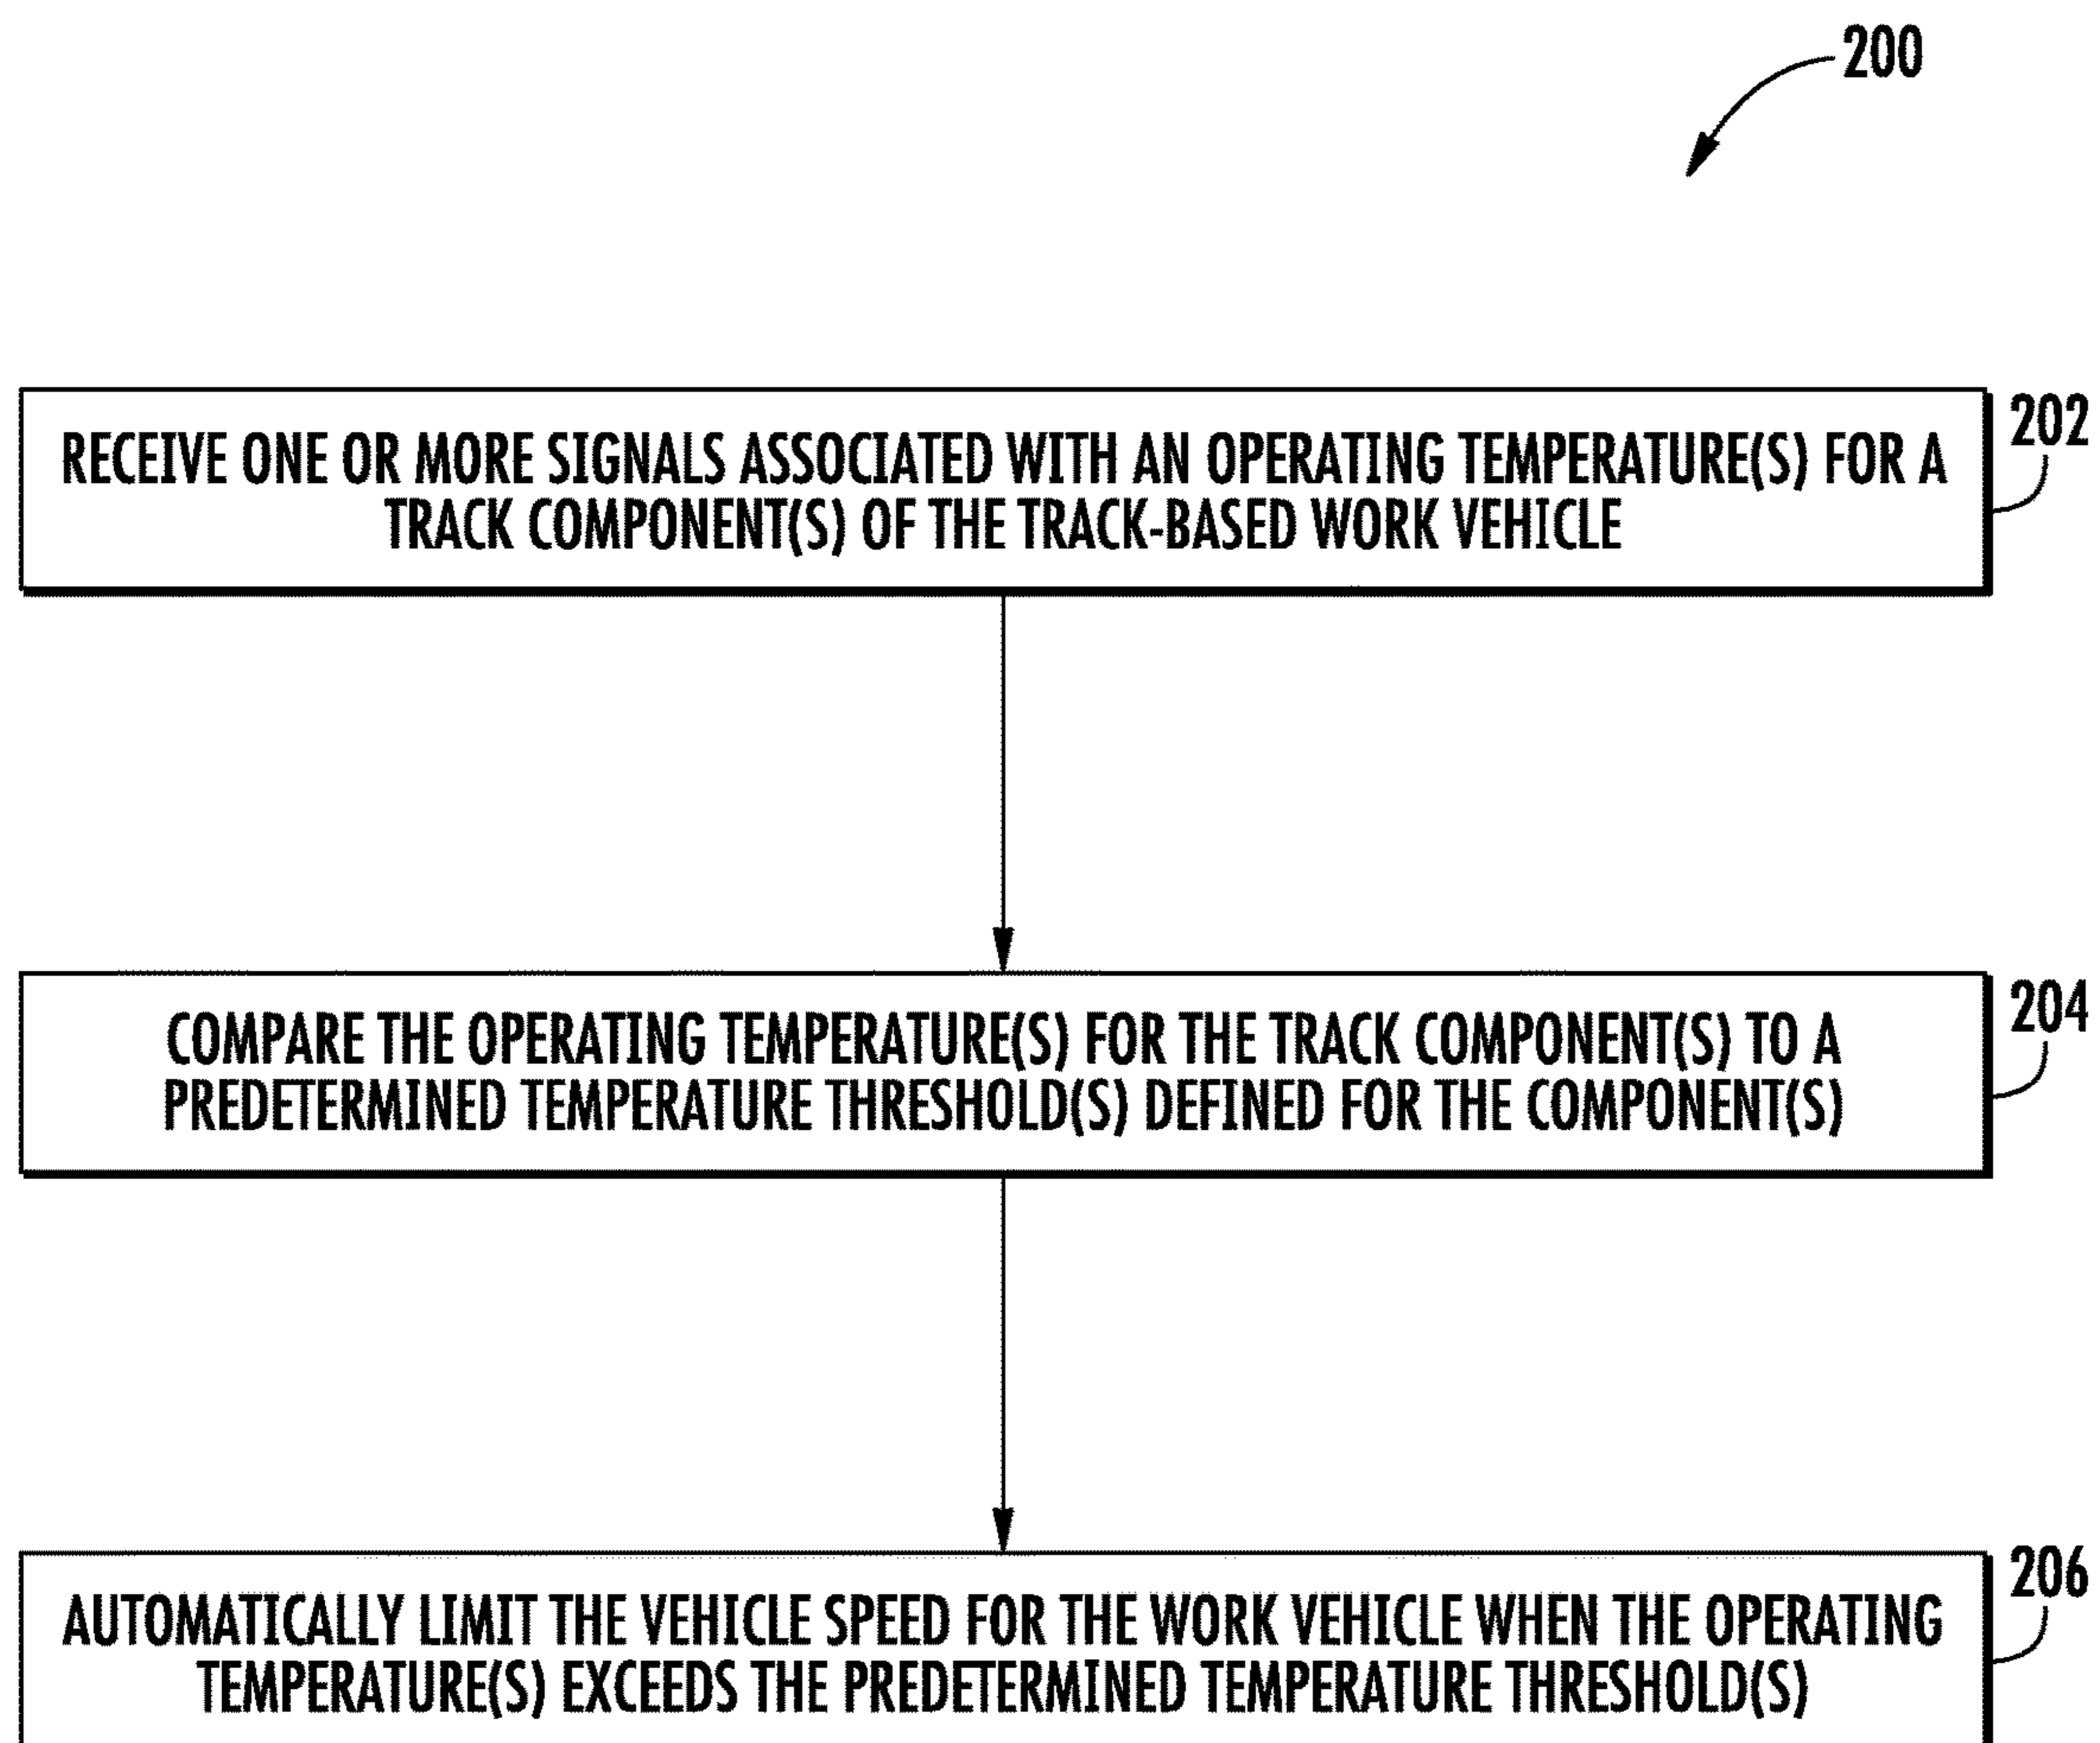 200
RECEIVE ONE OR MORE SIGNALS ASSOCIATED WITH AN OPERATING TEMPERATURE(S) FOR A
TRACK COMPONENT(S) OF THE TRACK-BASED WORK VEHICLE
202
COMPARE THE OPERATING TEMPERATURE(S) FOR THE TRACK COMPONENT(S) TO A
PREDETERMINED TEMPERATURE THRESHOLD(S) DEFINED FOR THE COMPONENT(S)
204
AUTOMATICALLY LIMIT THE VEHICLE SPEED FOR THE WORK VEHICLE WHEN THE OPERATING
TEMPERATURE(S) EXCEEDS THE PREDETERMINED TEMPERATURE THRESHOLD(S)
206